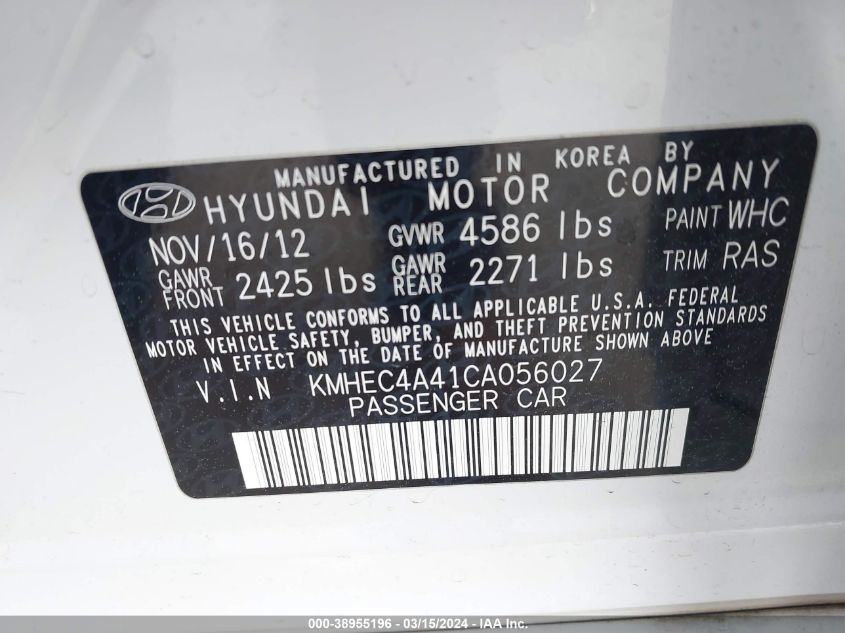 MANUFACTURED IN KOREA BY
HYUNDAI MOTOR COMPANY
NOV/16/12 GVWR 4586 lbs PAINT WHC
GAWR FRONT 2425 lbs GAWR REAR 2271 lbs TRIM RAS
THIS VEHICLE CONFORMS TO ALL APPLICABLE U.S.A. FEDERAL
MOTOR VEHICLE SAFETY, BUMPER, AND THEFT PREVENTION STANDARDS
IN EFFECT ON THE DATE OF MANUFACTURE SHOWN ABOVE
V.I.N KMHEC4A41CA056027
PASSENGER CAR
000-38955196 - 03/15/2024 - IAA Inc.